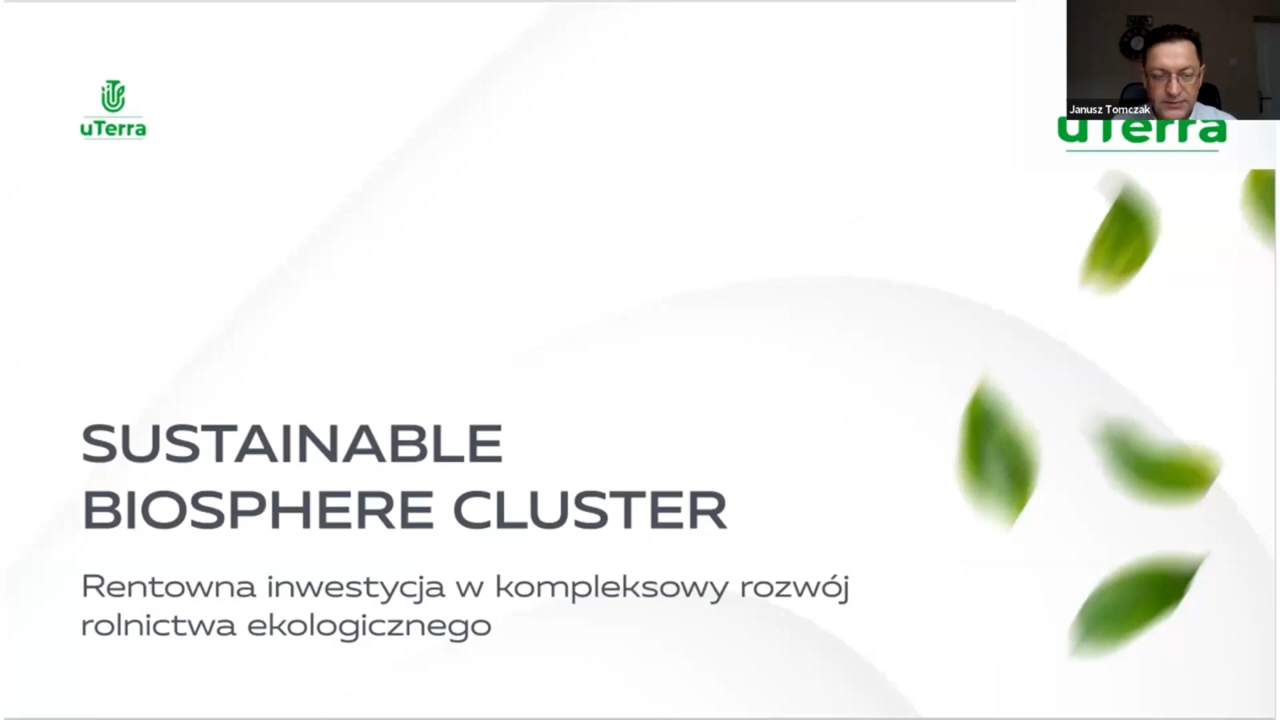 uTerra
Janusz Tomczak
uTerra
SUSTAINABLE
BIOSPHERE CLUSTER
Rentowna inwestycja w kompleksowy rozwój
rolnictwa ekologicznego